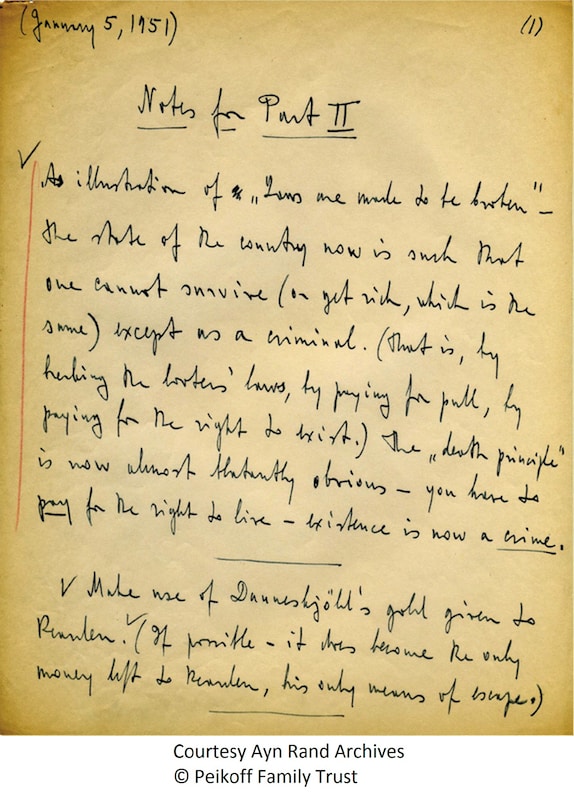 (January 5, 1951)
(1)
Notes for Part II
As illustration of „Laws are made to be broken" –
the state of the country now is such that
one cannot survive (or get rich, which is the
same) except as a criminal. (That is, by
breaking the looters' laws, by paying for pull, by
paying for the right to exist.) The „death principle"
is now almost blatantly obvious – you have to
pay for the right to live – existence is now a crime.
√ Make use of Danneskjöld's gold given to
Rearden. √ (If possible – it does become the only
money left to Rearden, his only means of escape.)
Courtesy Ayn Rand Archives
© Peikoff Family Trust